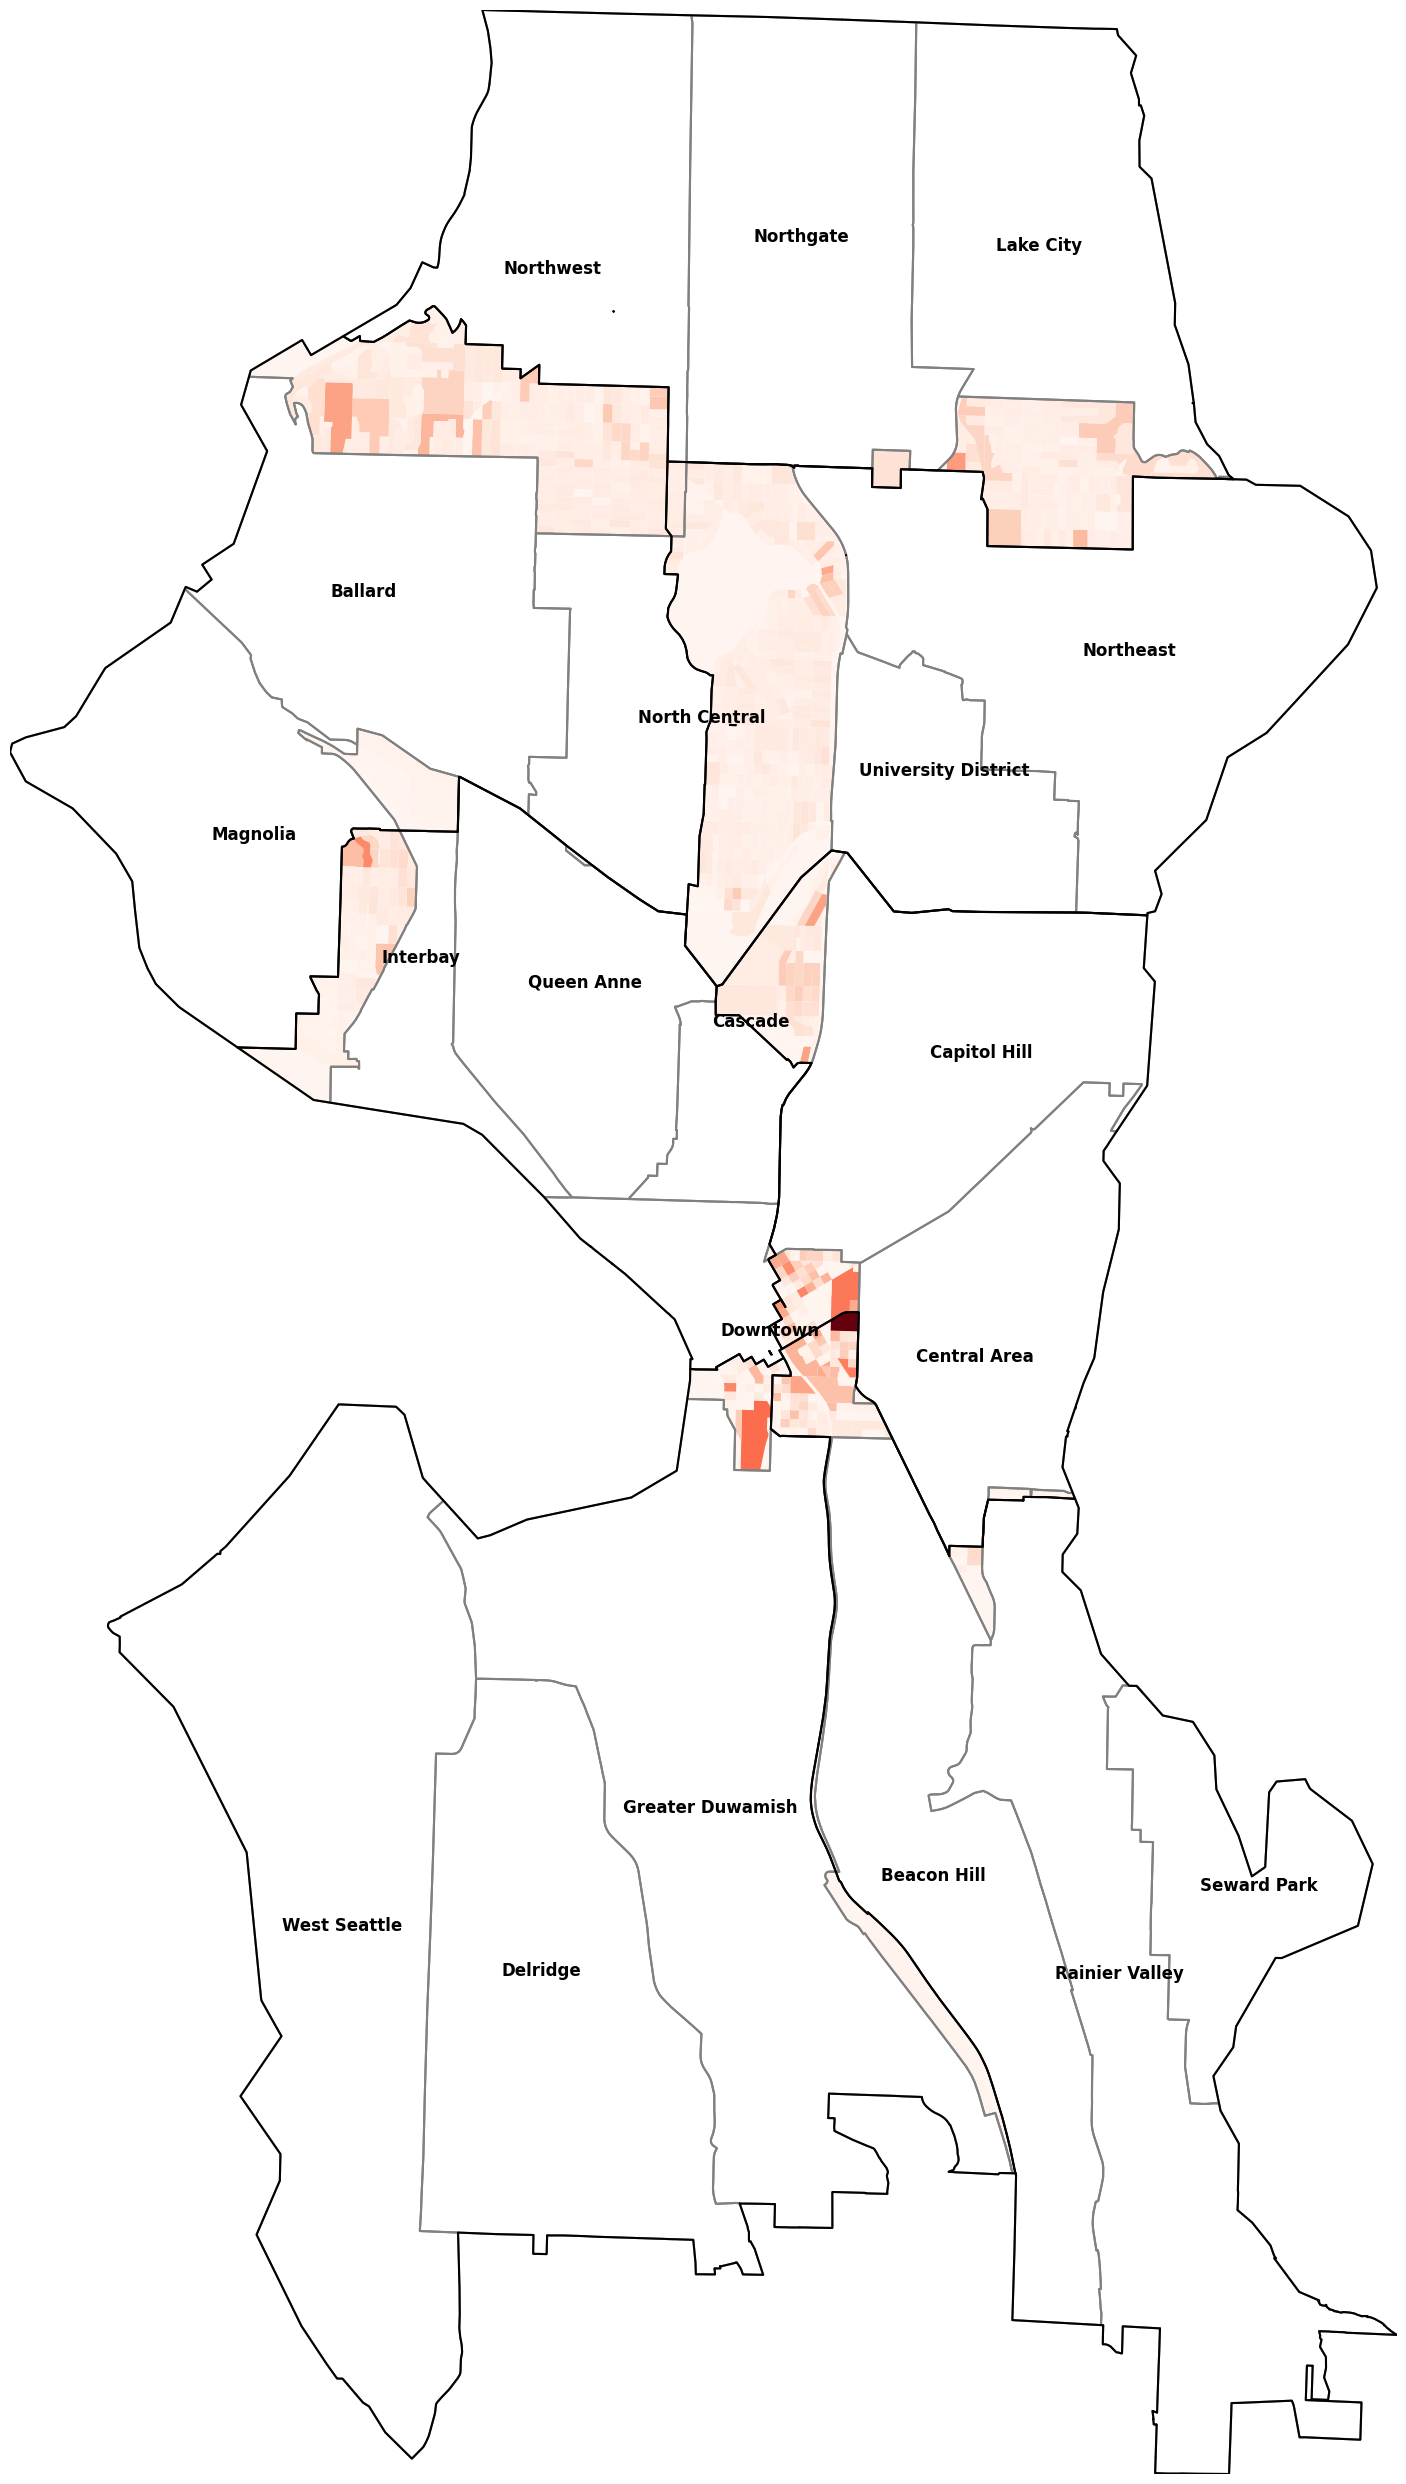 Northgate
Lake City
Northwest
Ballard
Northeast
North Central
University District
Magnolia
Interbay
Queen Anne
Cascade
Capitol Hill
Downtown
Central Area
Greater Duwamish
Beacon Hill
Seward Park
West Seattle
Delridge
Rainier Valley